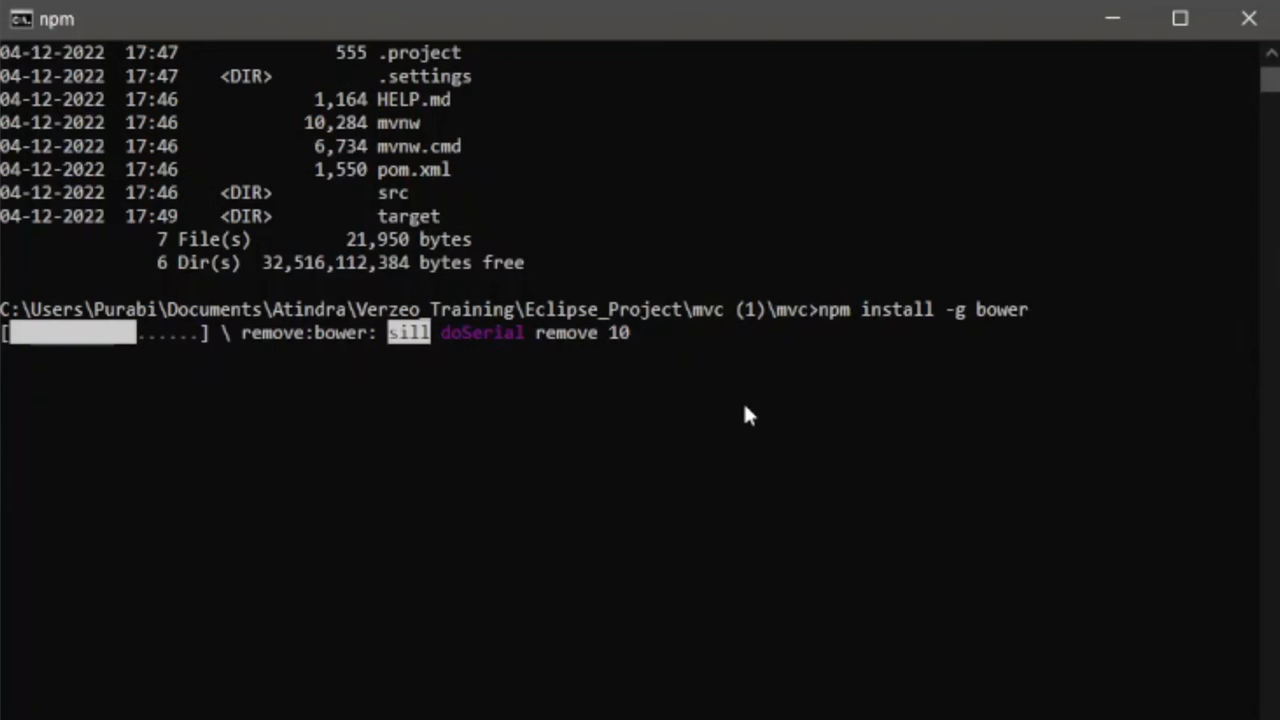 npm
04-12-2022 17:47 555 .project
04-12-2022 17:47 <DIR> .settings
04-12-2022 17:46 1,164 HELP.md
04-12-2022 17:46 10,284 mvnw
04-12-2022 17:46 6,734 mvnw.cmd
04-12-2022 17:46 1,550 pom.xml
04-12-2022 17:46 <DIR> src
04-12-2022 17:49 <DIR> target
7 File(s) 21,950 bytes
6 Dir(s) 32,516,112,384 bytes free
C:\Users\Purabi\Documents\Atindra\Verzeo_Training\Eclipse_Project\mvc (1)\mvc>npm install -g bower
[ ......] \ remove:bower: sill doSerial remove 10